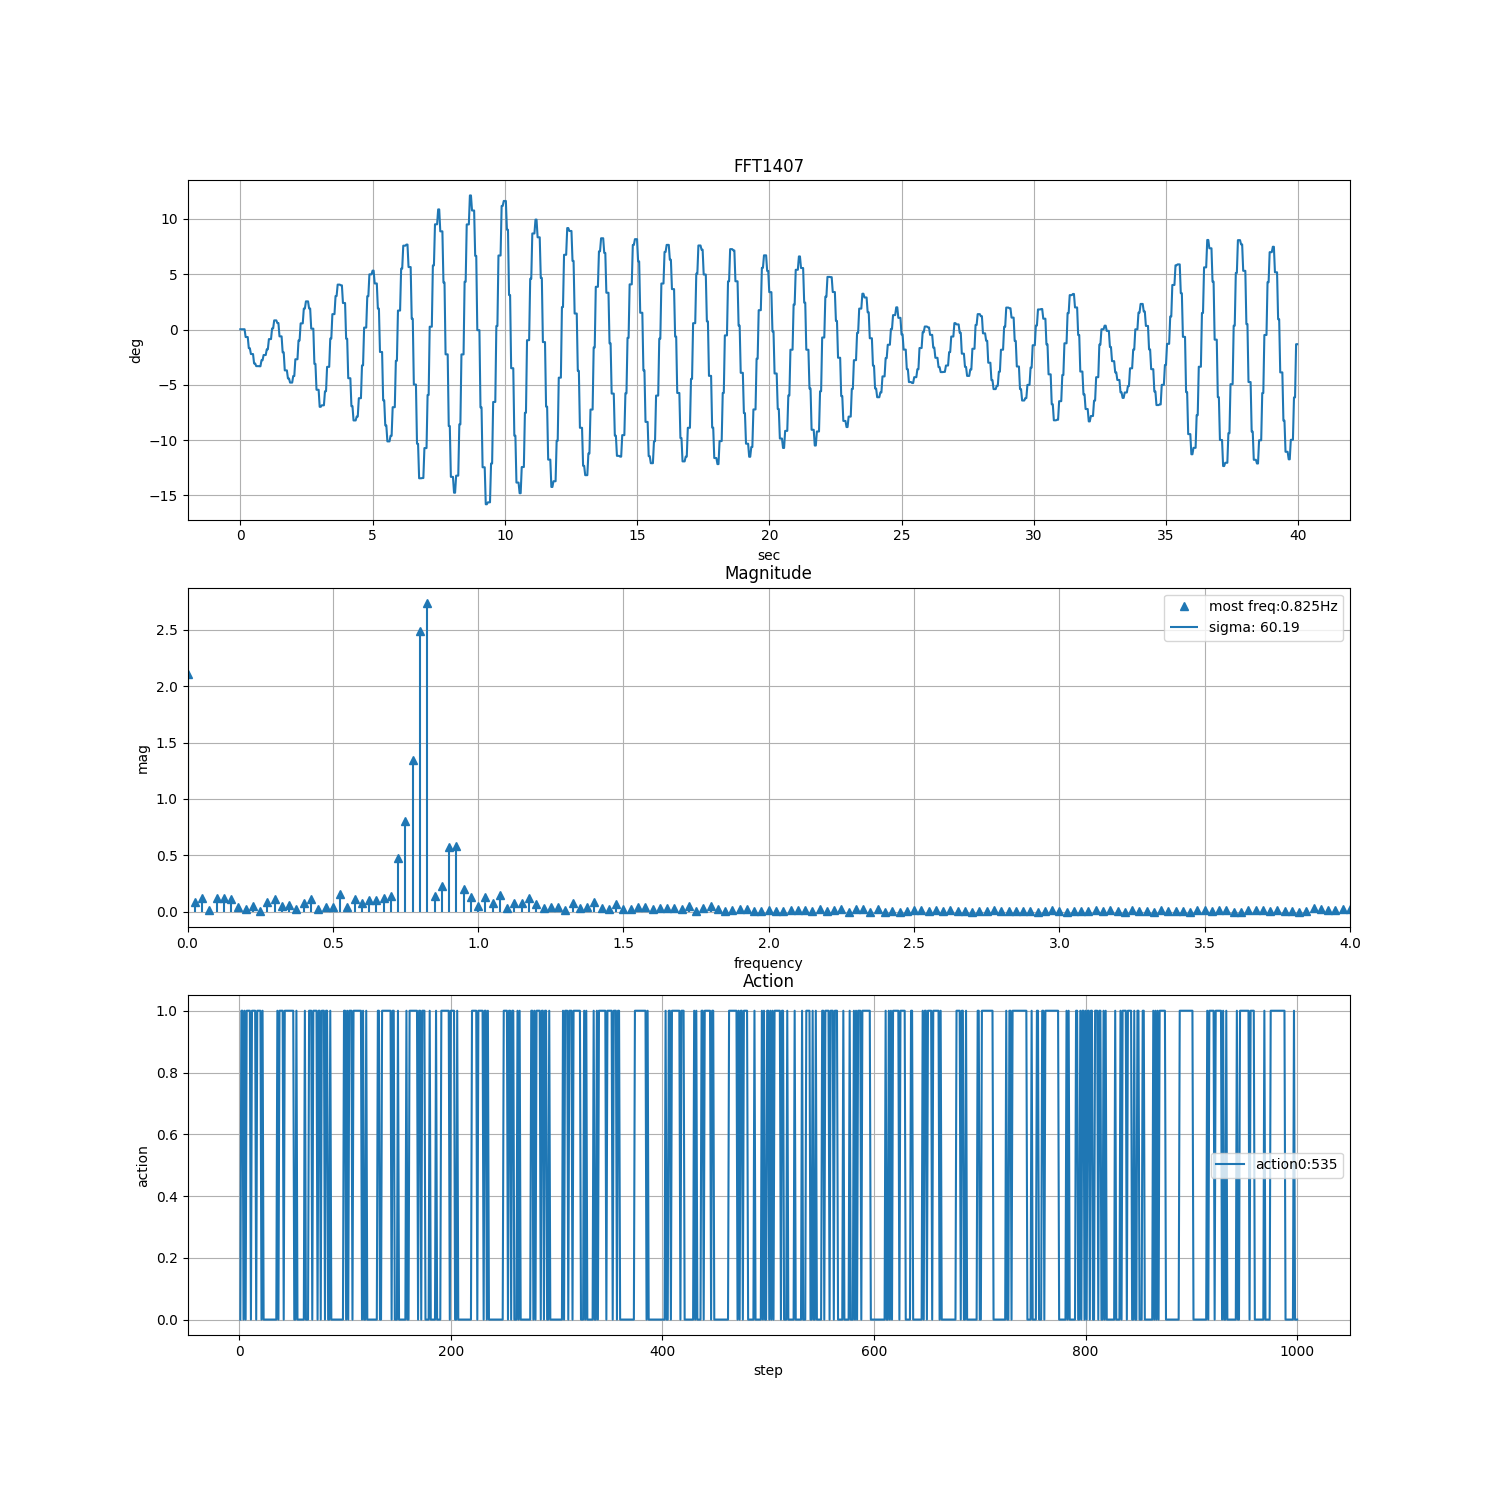 FFT1407
10
5
0
−5
−10
−15
deg
0 5 10 15 20 25 30 35 40
sec
Magnitude
most freq:0.825Hz
sigma: 60.19
2.5
2.0
1.5
1.0
0.5
0.0
mag
0.0 0.5 1.0 1.5 2.0 2.5 3.0 3.5 4.0
frequency
Action
1.0
0.8
0.6
0.4
0.2
0.0
action
action0:535
0 200 400 600 800 1000
step